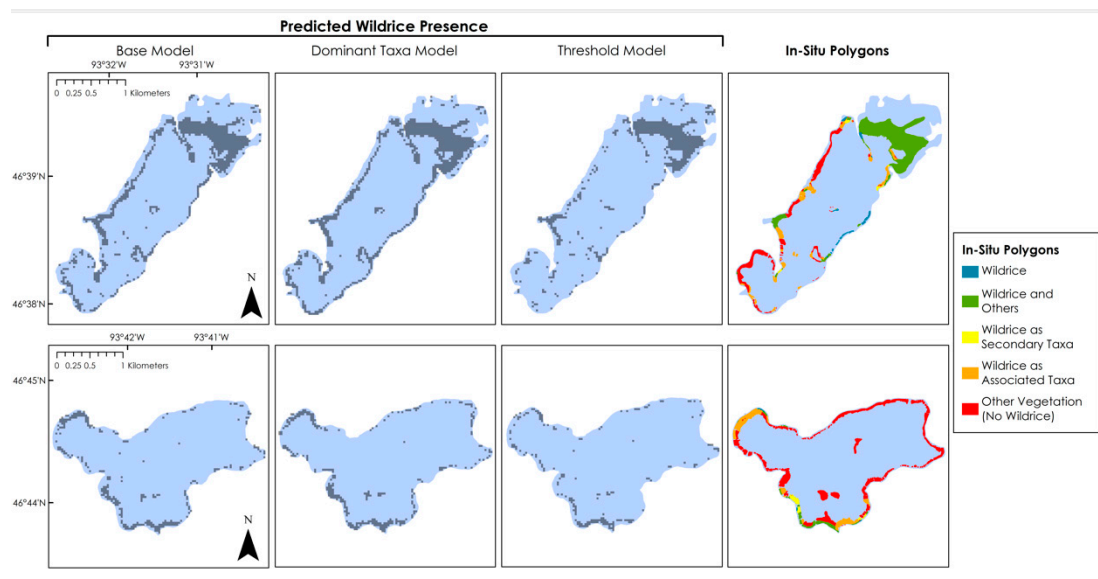 Predicted Wildrice Presence
Base Model
Dominant Taxa Model
Threshold Model
In-Situ Polygons
93°32'W
93°31'W
0 0.25 0.5 1 Kilometers
46°39'N
46°38'N
N
In-Situ Polygons
Wildrice
Wildrice and
Others
Wildrice as
Secondary Taxa
Wildrice as
Associated Taxa
Other Vegetation
(No Wildrice)
93°42'W
93°41'W
0 0.25 0.5 1 Kilometers
46°45'N
46°44'N
N